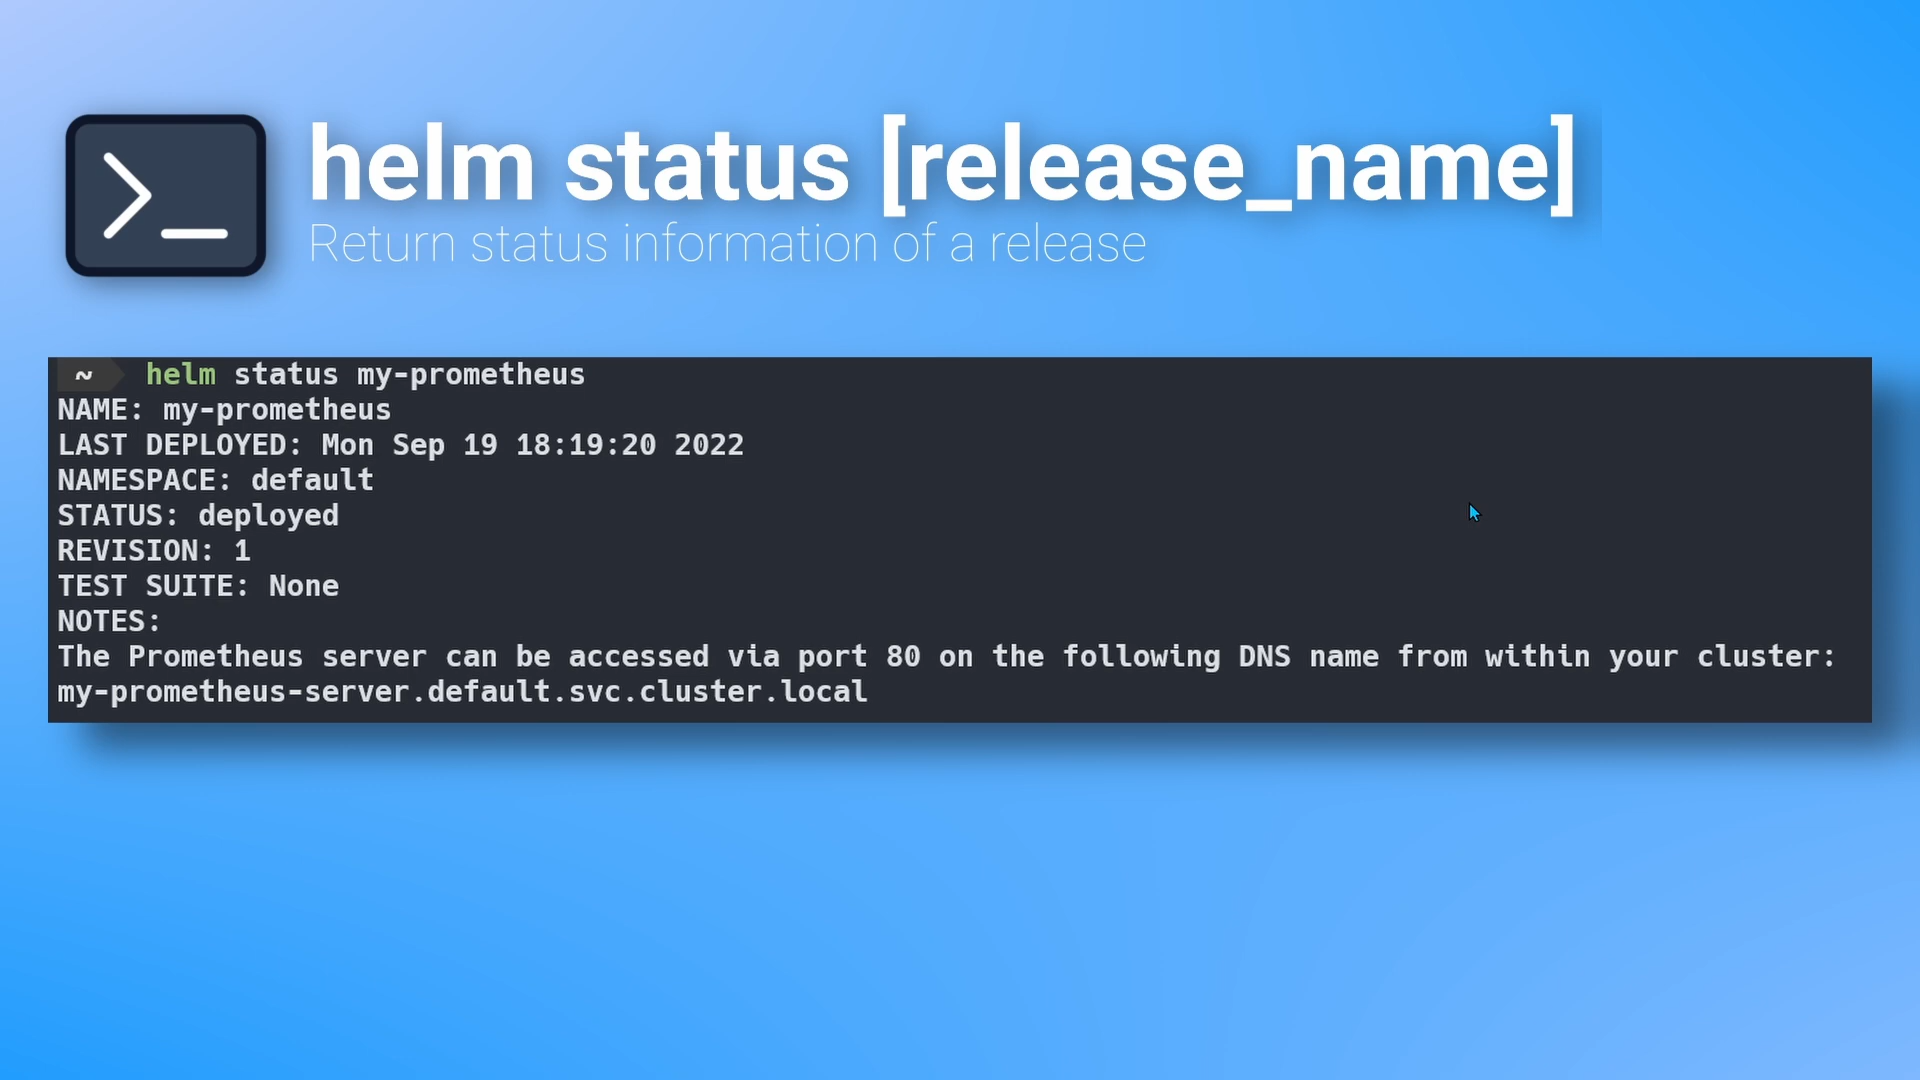 >_
helm status [release_name]
Return status information of a release
~ helm status my-prometheus
NAME: my-prometheus
LAST DEPLOYED: Mon Sep 19 18:19:20 2022
NAMESPACE: default
STATUS: deployed
REVISION: 1
TEST SUITE: None
NOTES:
The Prometheus server can be accessed via port 80 on the following DNS name from within your cluster:
my-prometheus-server.default.svc.cluster.local